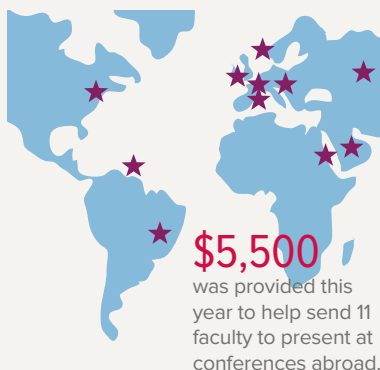 $5,500
was provided this
year to help send 11
faculty to present at
conferences abroad.